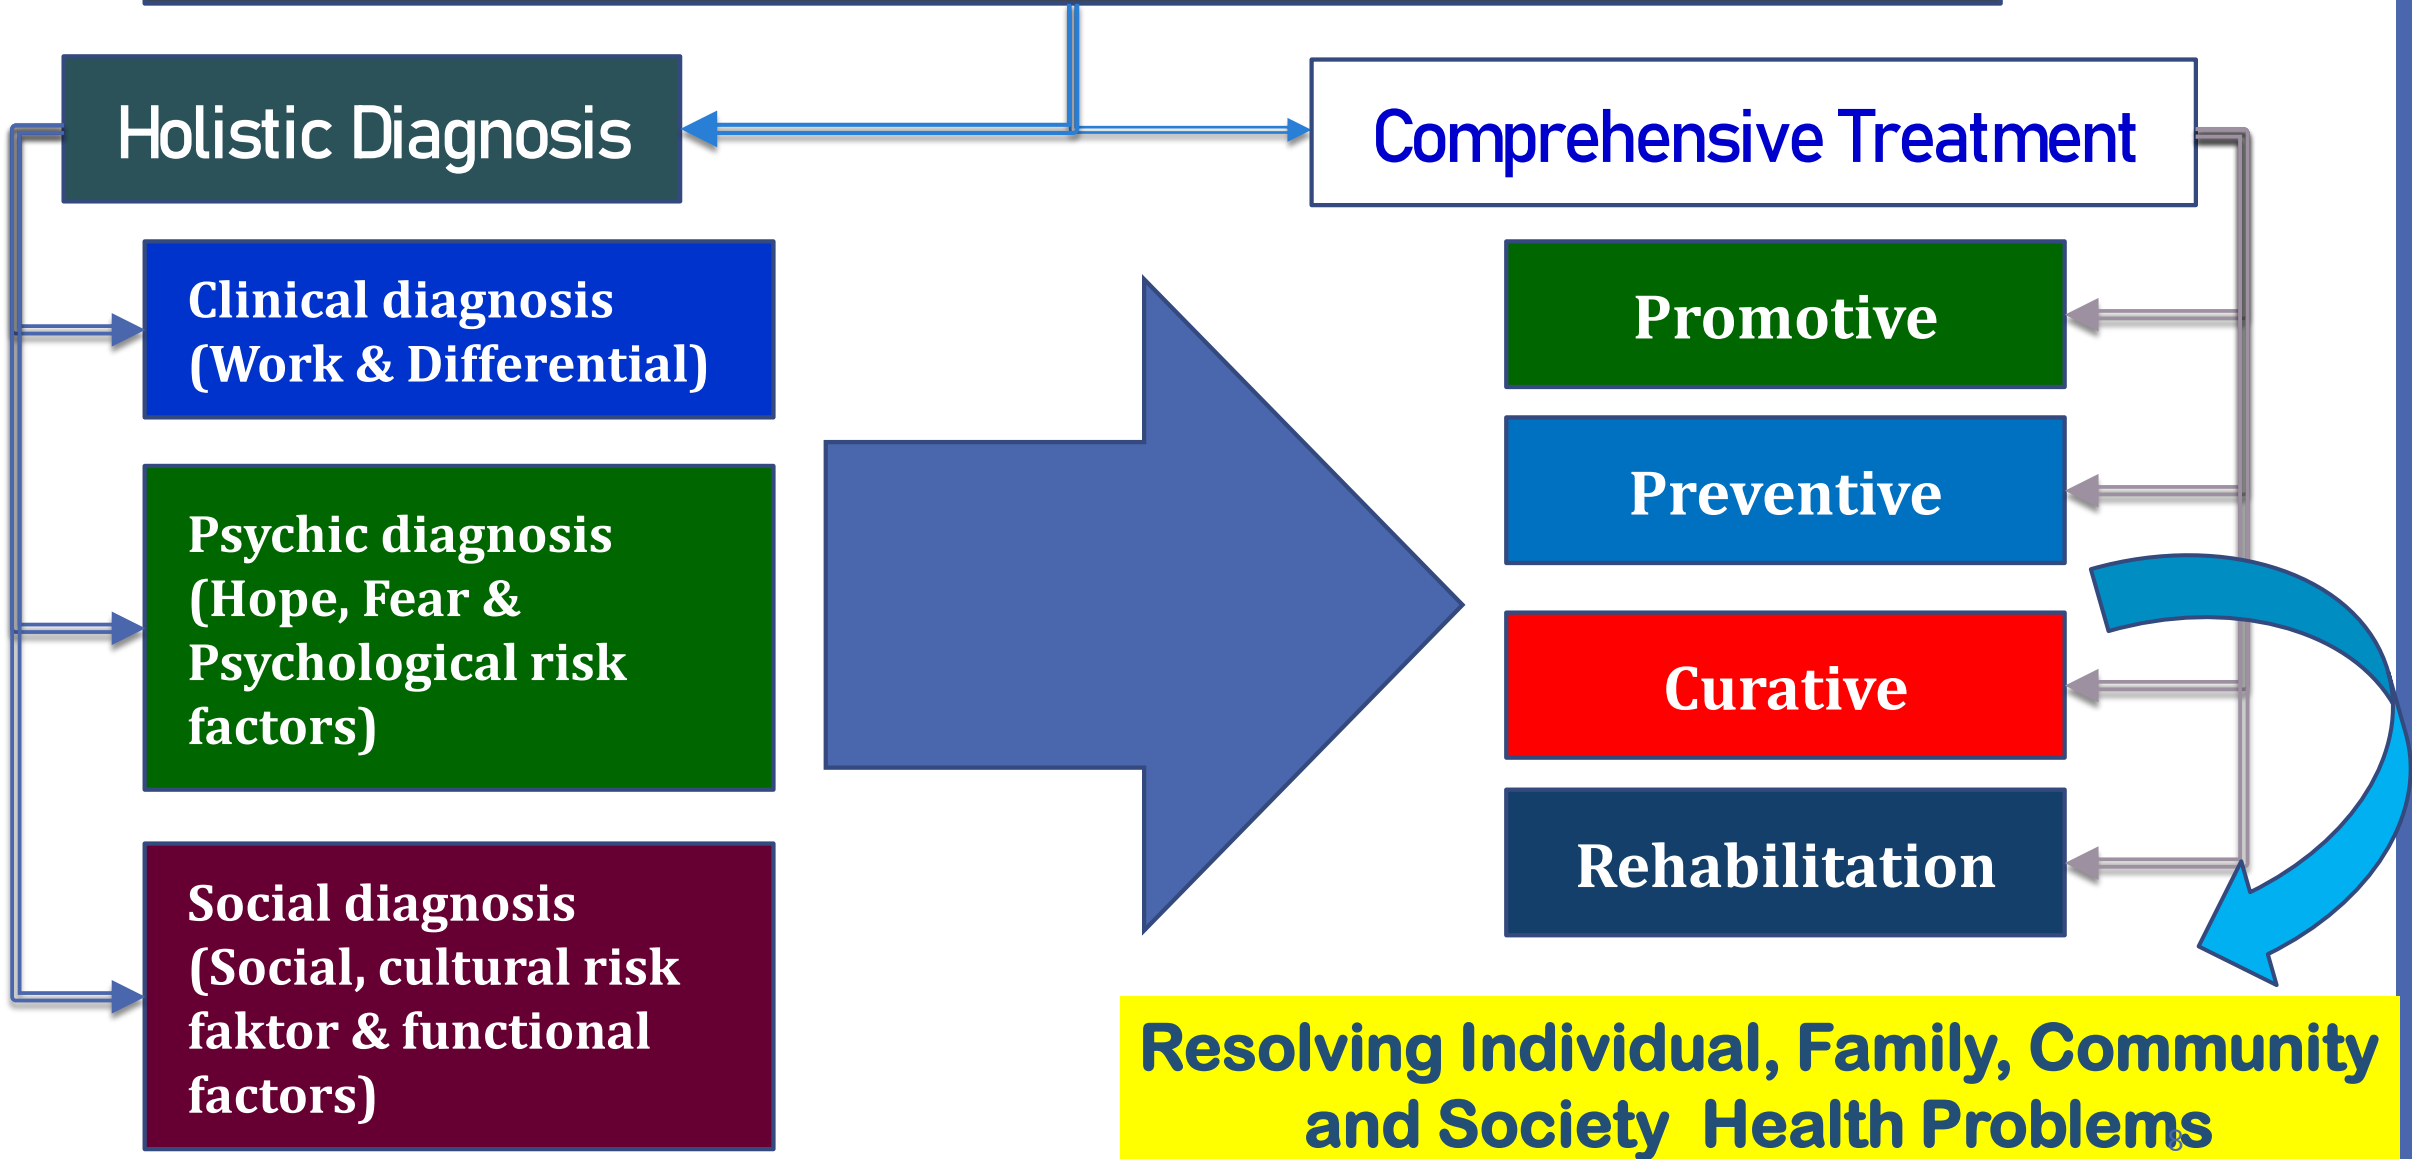 Holistic Diagnosis
Clinical diagnosis
(Work & Differential)
Psychic diagnosis
(Hope, Fear &
Psychological risk
factors)
Social diagnosis
(Social, cultural risk
faktor & functional
factors)
Comprehensive Treatment
Promotive
Preventive
Curative
Rehabilitation
Resolving Individual, Family, Community
and Society Health Problems
8